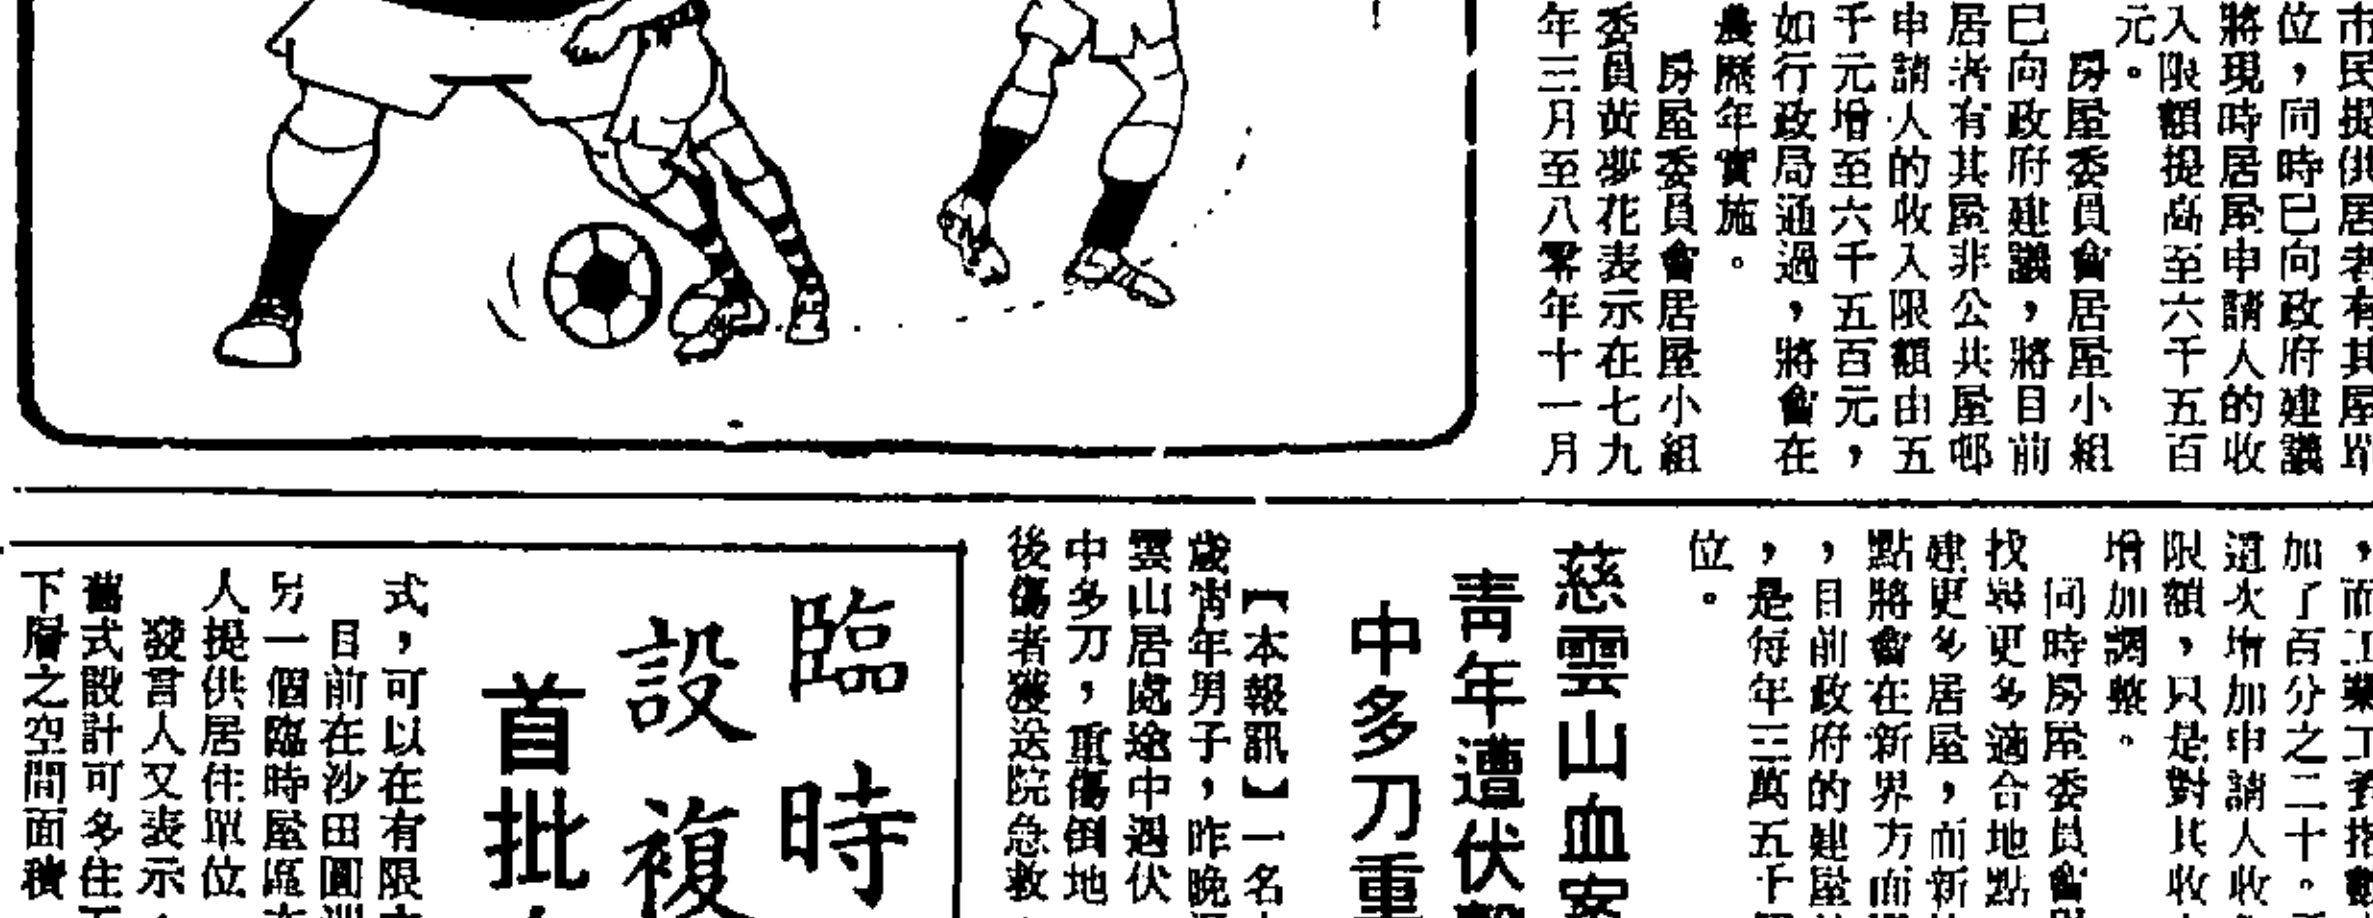 市民提供居者有其屋單
位，同時已向政府建議
將現時居屋申請人的收
入限額提高至六千五百
元。
房屋委員會居屋小組
已向政府建議，將目前
居者有其屋非公共屋邨
申請人的收入限額由五
千元增至六千五百元，
如行政局通過，將會在
農曆年實施。
房屋委員會居屋小組
委員黃夢花表示在七九
年三月至八零年十一月
，而工業工資指數
加了百分之二十。
這次增加申請人收
限額，只是對其收
增加調整。
同時房屋委員會
找尋更多適合地點
建更多居屋，而新
點將會在新界方面
，目前政府的建屋
，是每年三萬五千
位。
慈雲山血案
青年遭伏擊
中多刀重
【本報訊】一名
歲青年男子，昨晚
雲山居處途中遇伏
中多刀，重傷倒地
後傷者獲送院急救
臨時
設複
首批
式，可以在有限
目前在沙田圓洲
另一個臨時屋區
人提供居住單位
發言人又表示，
舊式設計可多住
下層之空間面積